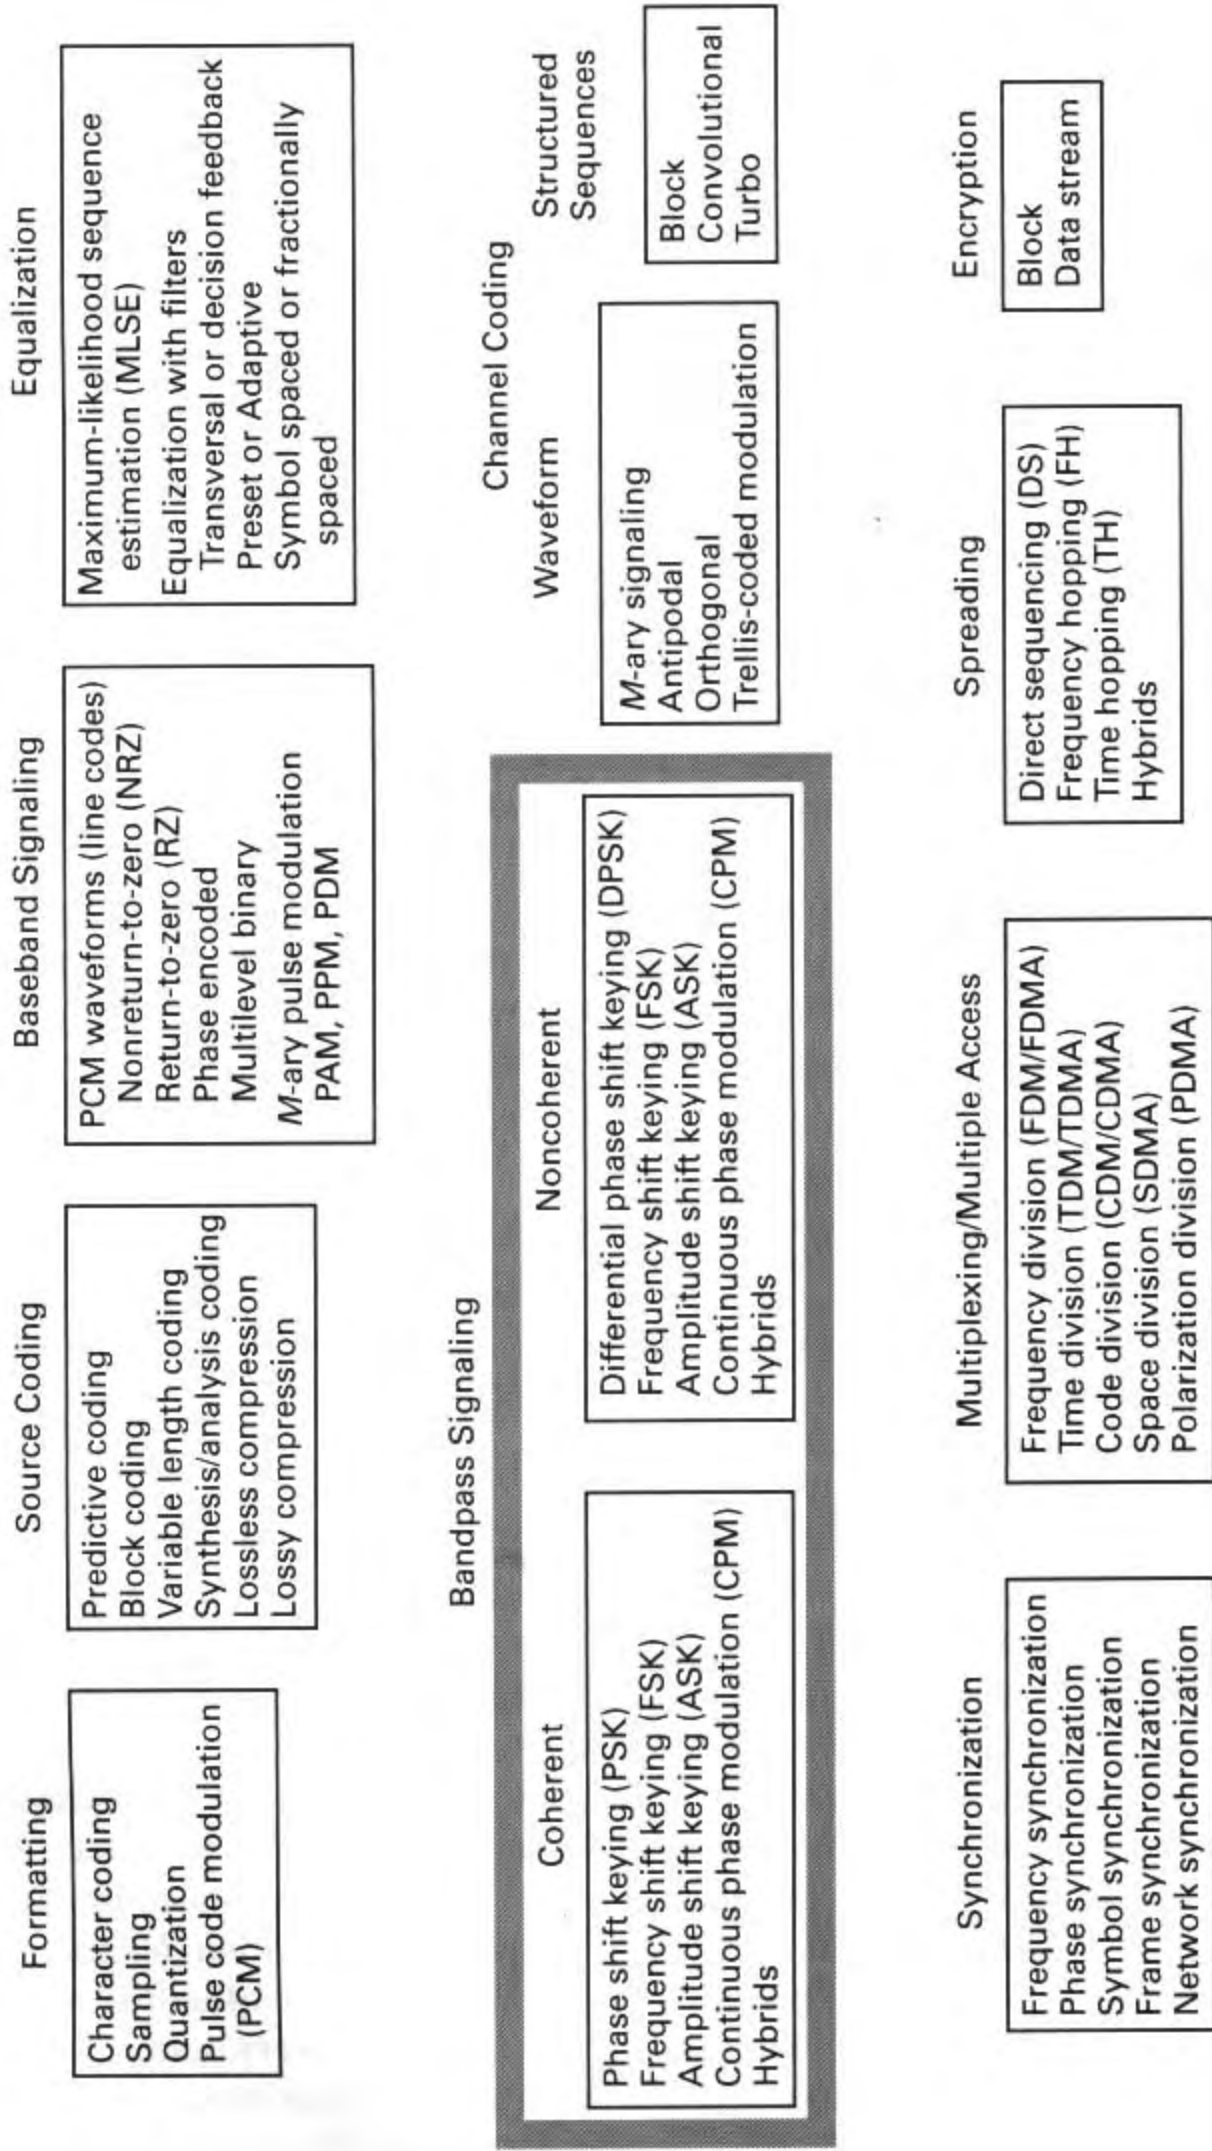 Formatting
Character coding
Sampling
Quantization
Pulse code modulation
(PCM)
Source Coding
Predictive coding
Block coding
Variable length coding
Synthesis/analysis coding
Lossless compression
Lossy compression
Baseband Signaling
PCM waveforms (line codes)
Nonreturn-to-zero (NRZ)
Return-to-zero (RZ)
Phase encoded
Multilevel binary
M-ary pulse modulation
PAM, PPM, PDM
Equalization
Maximum-likelihood sequence
estimation (MLSE)
Equalization with filters
Transversal or decision feedback
Preset or Adaptive
Symbol spaced or fractionally
spaced
Bandpass Signaling
Coherent
Phase shift keying (PSK)
Frequency shift keying (FSK)
Amplitude shift keying (ASK)
Continuous phase modulation (CPM)
Hybrids
Noncoherent
Differential phase shift keying (DPSK)
Frequency shift keying (FSK)
Amplitude shift keying (ASK)
Continuous phase modulation (CPM)
Hybrids
Channel Coding
Waveform
M-ary signaling
Antipodal
Orthogonal
Trellis-coded modulation
Structured
Sequences
Block
Convolutional
Turbo
Synchronization
Frequency synchronization
Phase synchronization
Symbol synchronization
Frame synchronization
Network synchronization
Multiplexing/Multiple Access
Frequency division (FDM/FDMA)
Time division (TDM/TDMA)
Code division (CDM/CDMA)
Space division (SDMA)
Polarization division (PDMA)
Spreading
Direct sequencing (DS)
Frequency hopping (FH)
Time hopping (TH)
Hybrids
Encryption
Block
Data stream